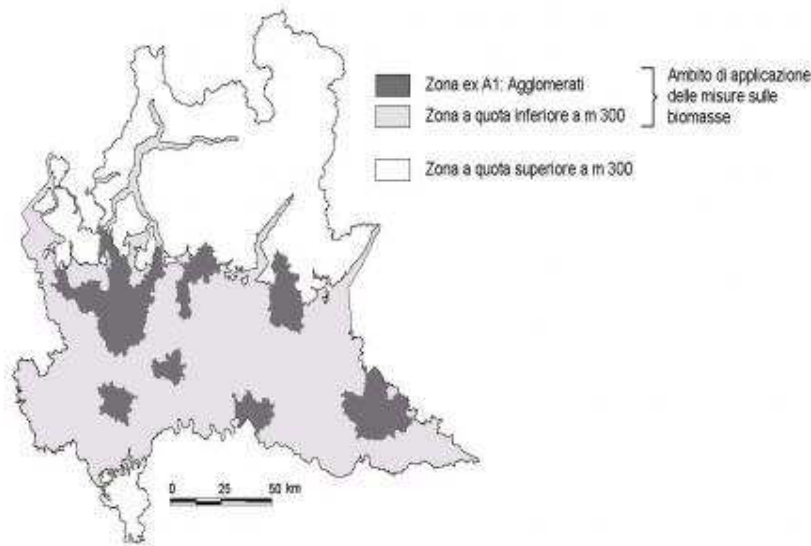 Zona ex A1: Agglomerati
Zona a quota inferiore a m 300
Ambito di applicazione
delle misure sulle
biomasse
Zona a quota superiore a m 300
0 25 50 km